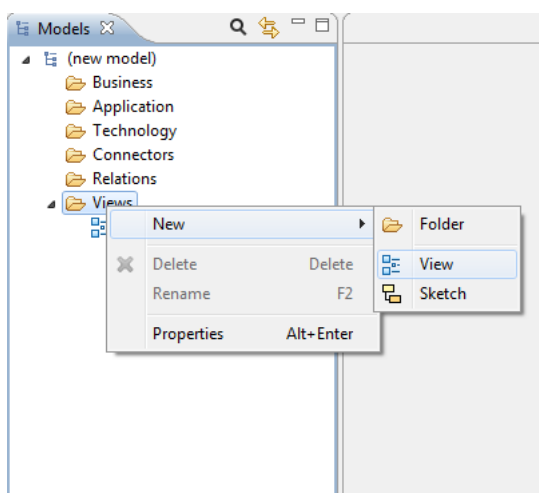 Models
(new model)
Business
Application
Technology
Connectors
Relations
Views
New
Delete Delete
Rename F2
Properties Alt+Enter
Folder
View
Sketch